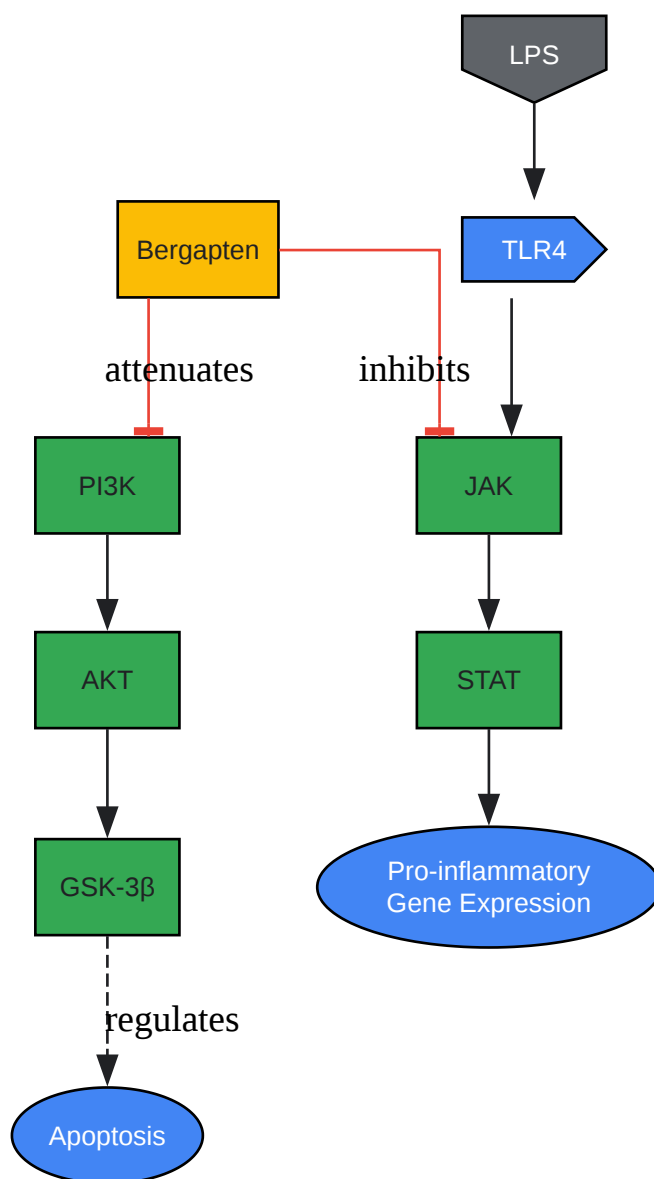 LPS
Bergapten
TLR4
attenuates
inhibits
PI3K
JAK
AKT
STAT
GSK-3β
Pro-inflammatory
Gene Expression
regulates
Apoptosis